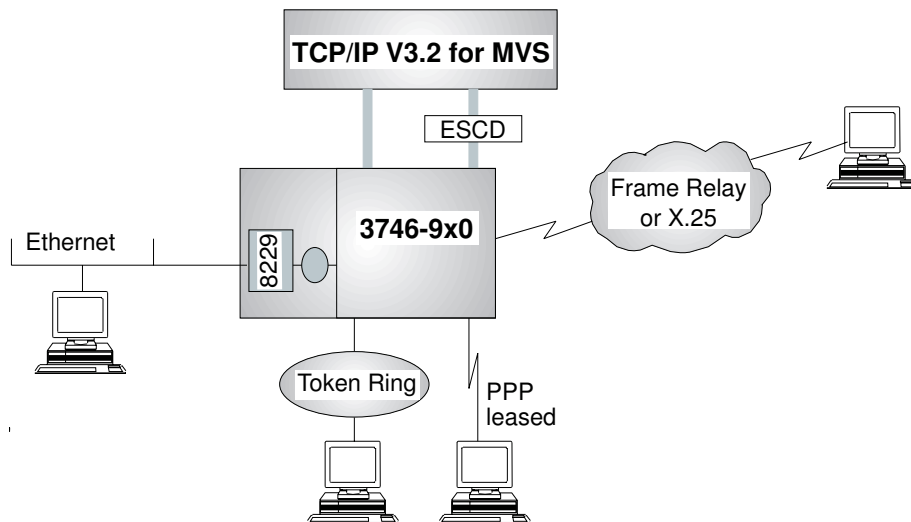 TCP/IP V3.2 for MVS
ESCD
Frame Relay
or X.25
3746-9x0
Ethernet
8229
Token Ring
PPP
leased